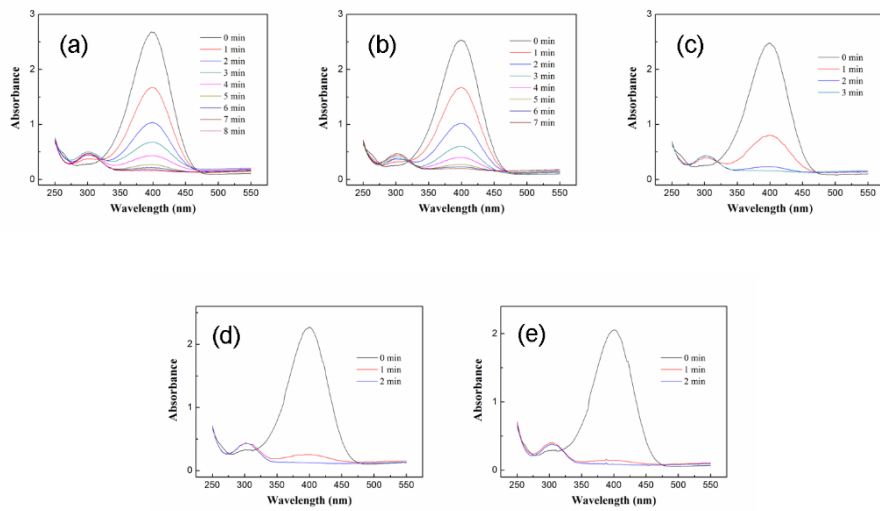 (a)
0 min
1 min
2 min
3 min
4 min
5 min
6 min
7 min
8 min
Absorbance
3
2
1
0
250 300 350 400 450 500 550
Wavelength (nm)
(b)
0 min
1 min
2 min
3 min
4 min
5 min
6 min
7 min
Absorbance
3
2
1
0
250 300 350 400 450 500 550
Wavelength (nm)
(c)
0 min
1 min
2 min
3 min
Absorbance
3
2
1
0
250 300 350 400 450 500 550
Wavelength (nm)
(d)
0 min
1 min
2 min
Absorbance
2
1
0
250 300 350 400 450 500 550
Wavelength (nm)
(e)
0 min
1 min
2 min
Absorbance
2
1
0
250 300 350 400 450 500 550
Wavelength (nm)